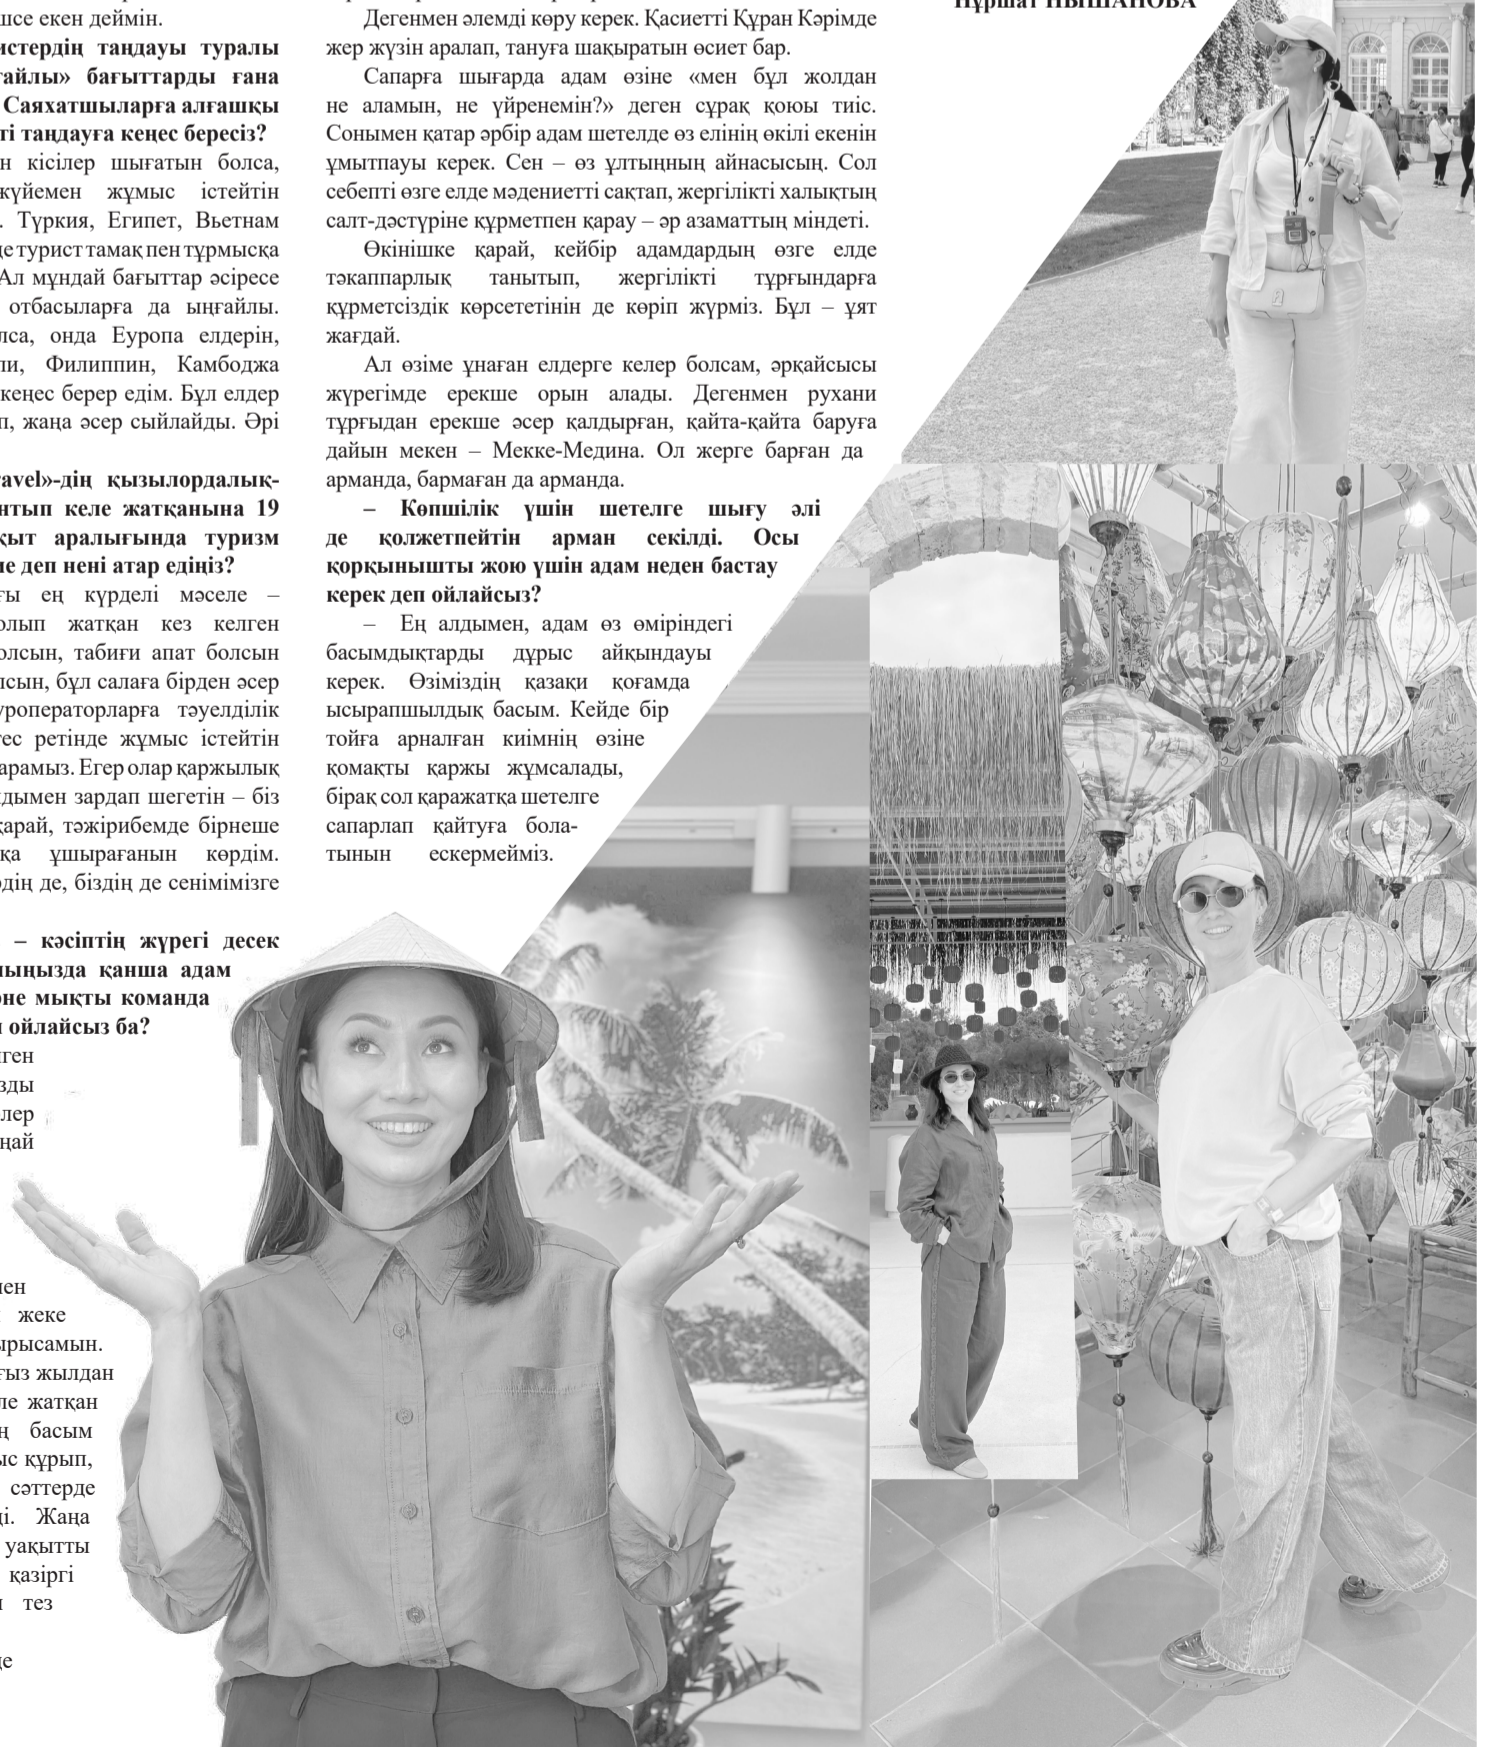 шсе екен деймін.
истердің таңдауы туралы
айлы» бағыттарды ғана
Саяхатшыларға алғашқы
ті таңдауға кеңес бересіз?
н кісілер шығатын болса,
жүйемен жұмыс істейтін
. Түркия, Египет, Вьетнам
де турист тамақ пен тұрмысқа
Ал мұндай бағыттар әсіресе
отбасыларға да ыңғайлы.
лса, онда Еуропа елдерін,
ли, Филиппин, Камбоджа
кеңес берер едім. Бұл елдер
п, жаңа әсер сыйлайды. Әрі
ravel»-дің қызылордалық-
нтып келе жатқанына 19
қыт аралығында туризм
ме деп нені атар едіңіз?
ғы ең күрделі мәселе –
олып жатқан кез келген
олсын, табиғи апат болсын
лсын, бұл салаға бірден әсер
уроператорларға тәуелділік
тес ретінде жұмыс істейтін
арамыз. Егер олар қаржылық
лдымен зардап шегетін – біз
қарай, тәжірибемде бірнеше
қа ұшырағанын көрдім.
рдің де, біздің де сенімімізге
– кәсіптің жүрегі десек
ныңызда қанша адам
әне мықты команда
п ойлайсыз ба?
лген
зды
лер
ңай
мен
жеке
ырысамын.
ғыз жылдан
ле жатқан
ң басым
ыс құрып,
сәттерде
ді. Жаңа
уақытты
қазіргі
тез
де
Дегенмен әлемді көру керек. Қасиетті Құран Кәрімде
жер жүзін аралап, тануға шақыратын өсиет бар.
Сапарға шығарда адам өзіне «мен бұл жолдан
не аламын, не үйренемін?» деген сұрақ қоюы тиіс.
Сонымен қатар әрбір адам шетелде өз елінің өкілі екенін
ұмытпауы керек. Сен – өз ұлтыңның айнасысың. Сол
себепті өзге елде мәдениетті сақтап, жергілікті халықтың
салт-дәстүріне құрметпен қарау – әр азаматтың міндеті.
Өкінішке қарай, кейбір адамдардың өзге елде
тәкаппарлық танытып, жергілікті тұрғындарға
құрметсіздік көрсететінін де көріп жүрміз. Бұл – ұят
жағдай.
Ал өзіме ұнаған елдерге келер болсам, әрқайсысы
жүрегімде ерекше орын алады. Дегенмен рухани
тұрғыдан ерекше әсер қалдырған, қайта-қайта баруға
дайын мекен – Мекке-Медина. Ол жерге барған да
арманда, бармаған да арманда.
– Көпшілік үшін шетелге шығу әлі
де қолжетпейтін арман секілді. Осы
қорқынышты жою үшін адам неден бастау
керек деп ойлайсыз?
– Ең алдымен, адам өз өміріндегі
басымдықтарды дұрыс айқындауы
керек. Өзіміздің қазақи қоғамда
ысырапшылдық басым. Кейде бір
тойға арналған киімнің өзіне
қомақты қаржы жұмсалады,
бірақ сол қаражатқа шетелге
сапарлап қайтуға бола-
тынын ескермейміз.
Нұршат НЫШАНОВА